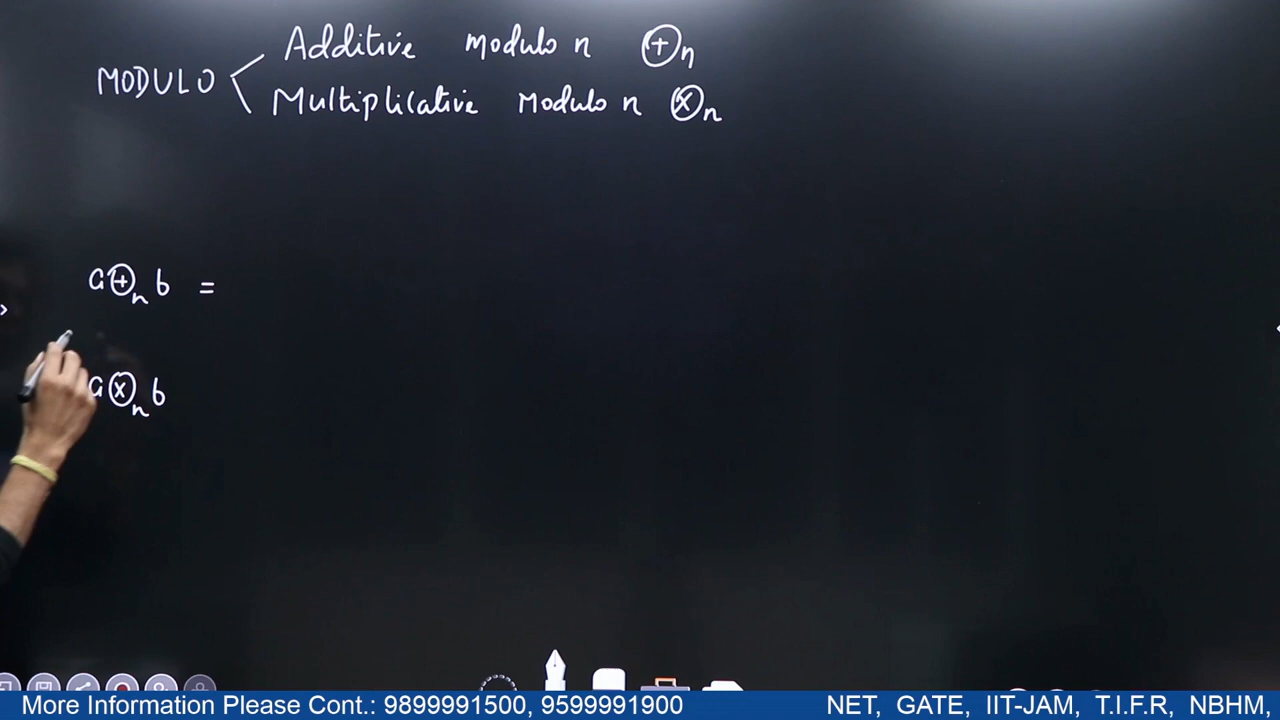 Additive modulo n ⊕n
MODULO
Multiplicative Modulo n ⊗n
a⊕n b =
a⊗n b
More Information Please Cont.: 9899991500, 9599991900 NET, GATE, IIT-JAM, T.I.F.R, NBHM,